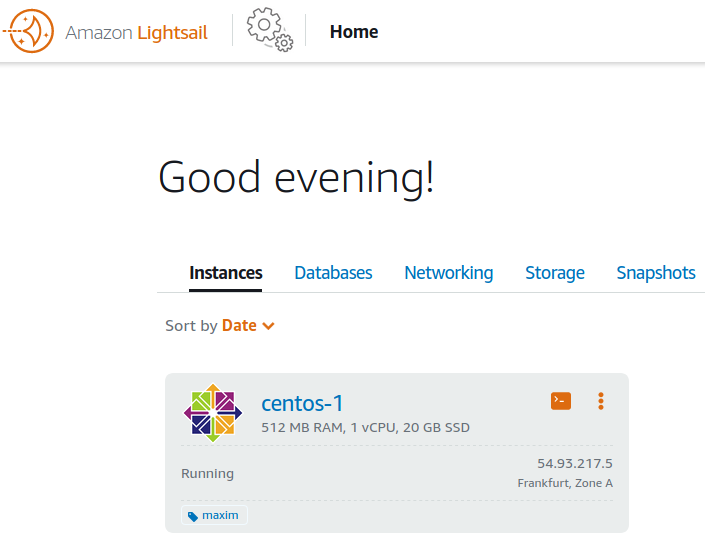 Amazon Lightsail Home
Good evening!
Instances Databases Networking Storage Snapshots
Sort by Date
centos-1
512 MB RAM, 1 vCPU, 20 GB SSD
Running
54.93.217.5
Frankfurt, Zone A
maxim